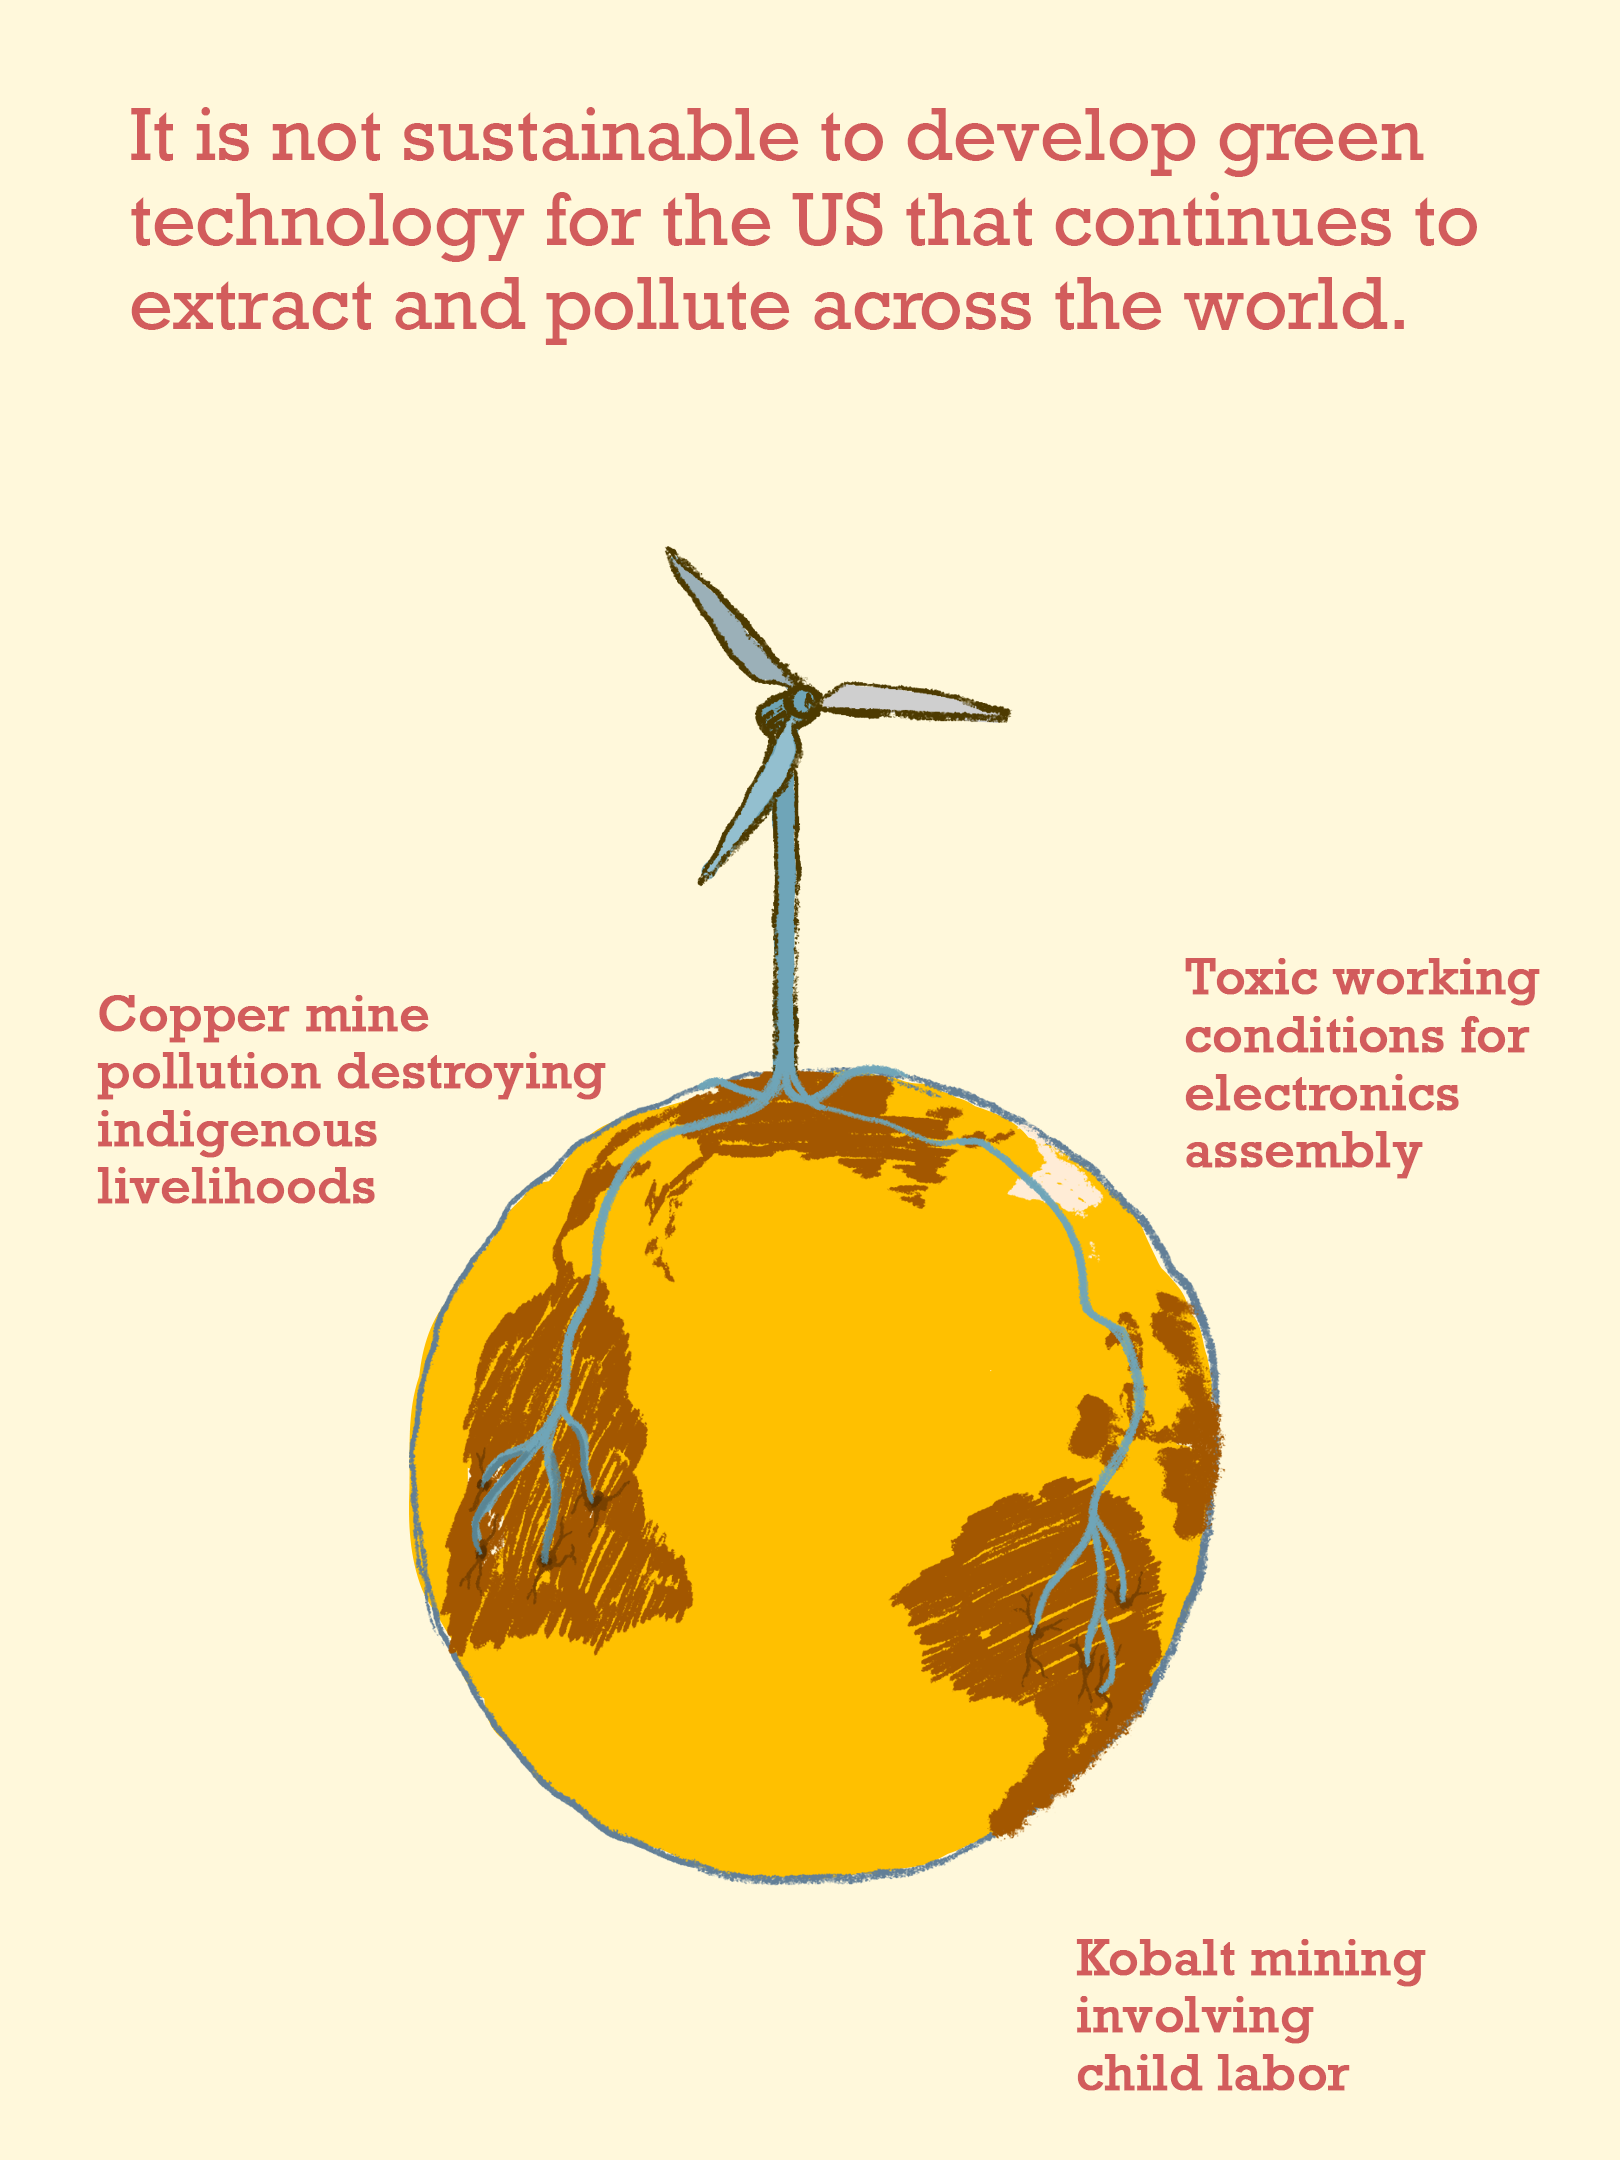 It is not sustainable to develop green
technology for the US that continues to
extract and pollute across the world.
Copper mine
pollution destroying
indigenous
livelihoods
Toxic working
conditions for
electronics
assembly
Kobalt mining
involving
child labor